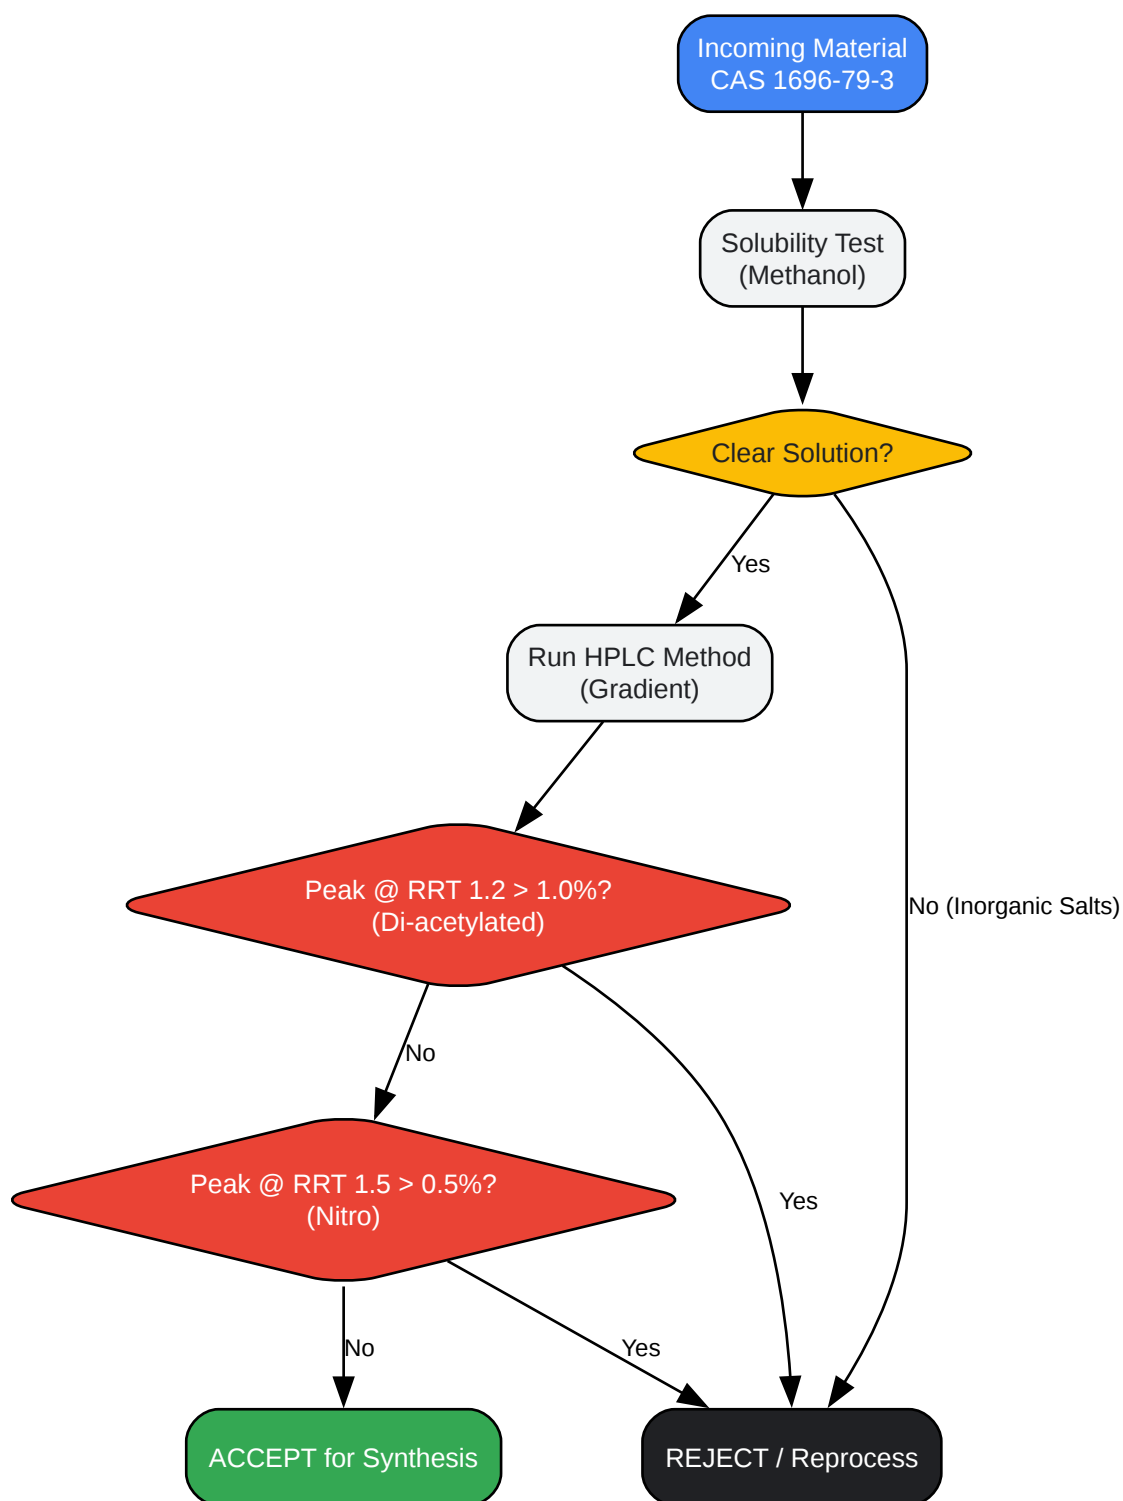 Incoming Material
CAS 1696-79-3
Solubility Test
(Methanol)
Clear Solution?
Yes
Run HPLC Method
(Gradient)
Peak @ RRT 1.2 > 1.0%?
(Di-acetylated)
No (Inorganic Salts)
No
Peak @ RRT 1.5 > 0.5%?
(Nitro)
Yes
No
Yes
ACCEPT for Synthesis
REJECT / Reprocess